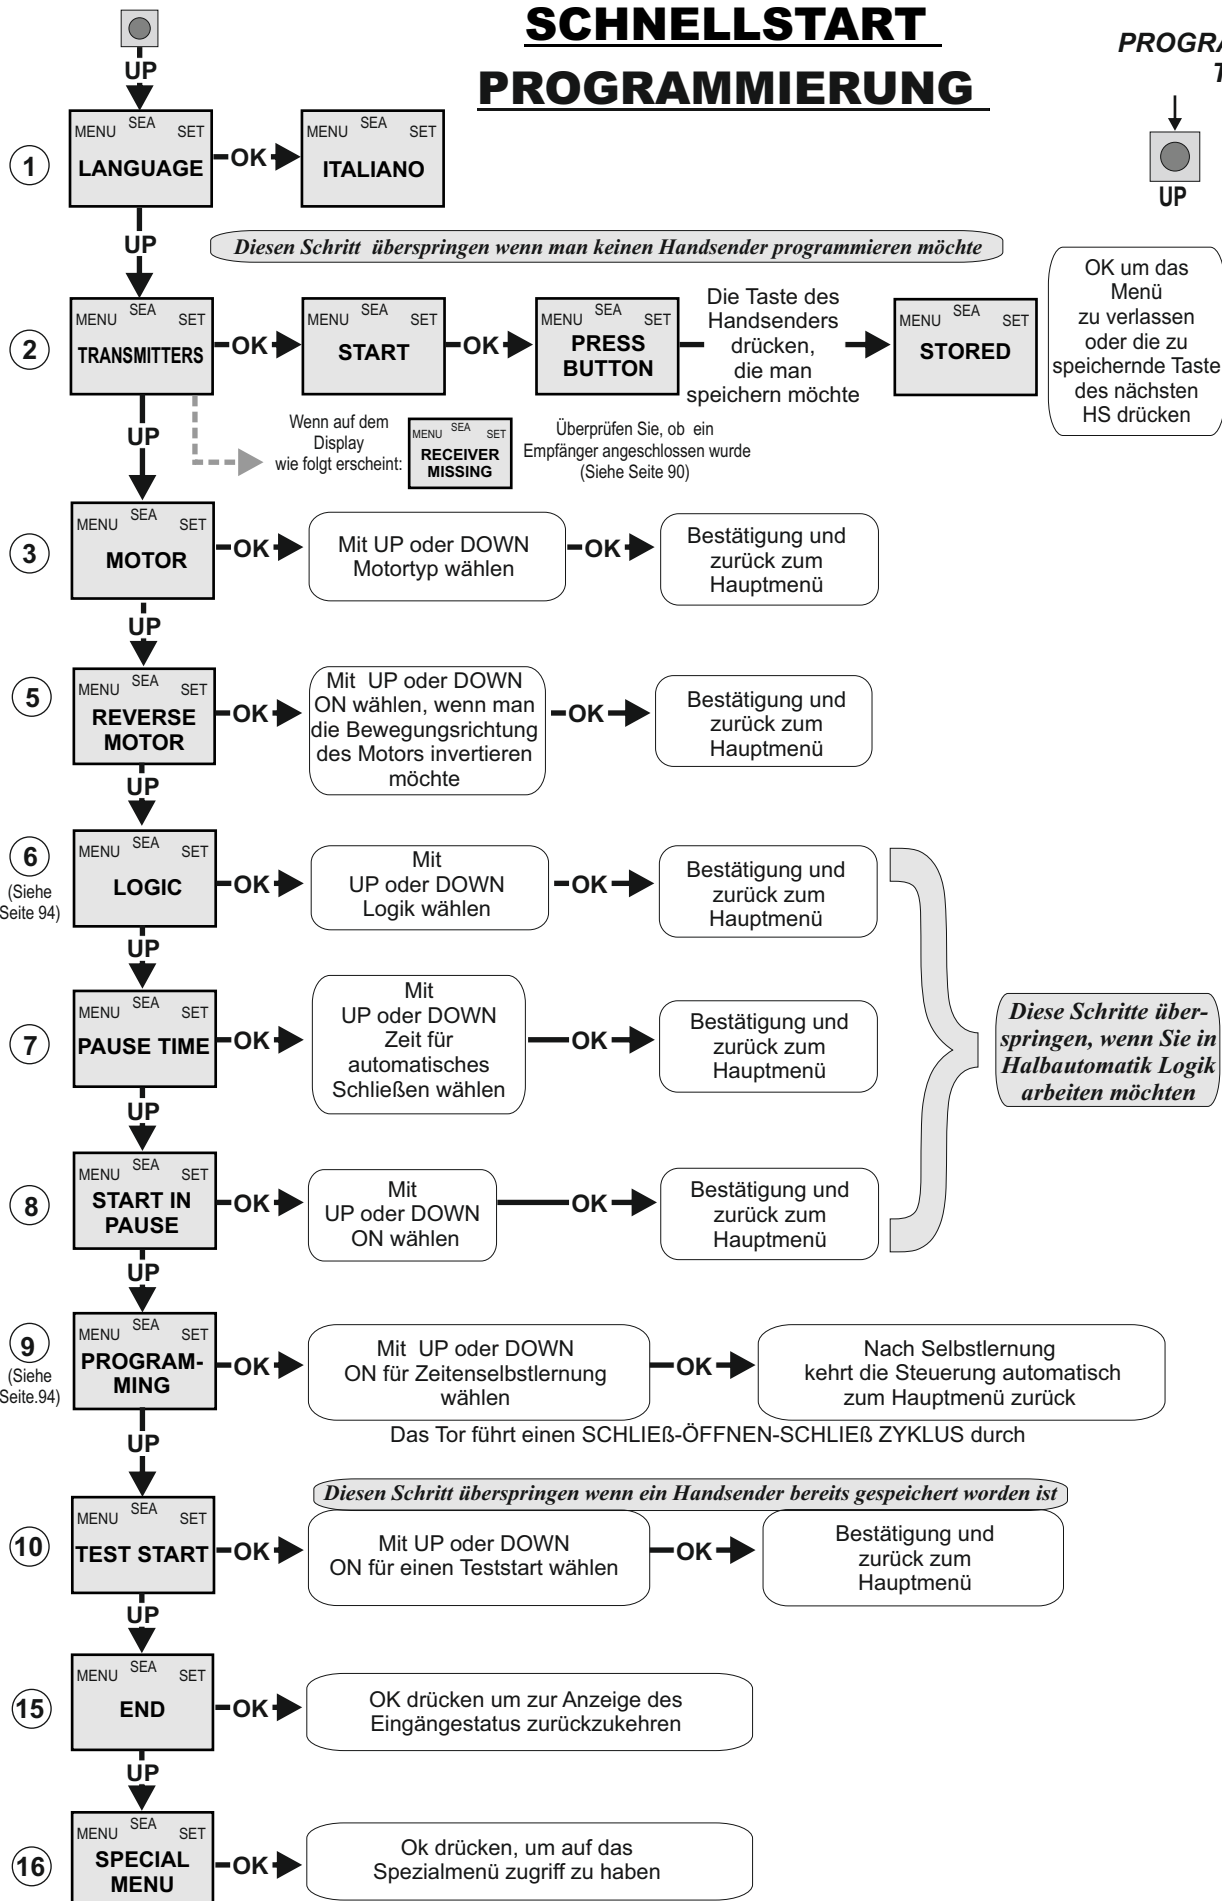 SCHNELLSTART
PROGRAMMIERUNG
PROGRA
T
UP
UP
1
MENU SEA SET
LANGUAGE
OK
MENU SEA SET
ITALIANO
UP
Diesen Schritt überspringen wenn man keinen Handsender programmieren möchte
2
MENU SEA SET
TRANSMITTERS
OK
MENU SEA SET
START
OK
MENU SEA SET
PRESS
BUTTON
Die Taste des
Handsenders
drücken,
die man
speichern möchte
MENU SEA SET
STORED
OK um das
Menü
zu verlassen
oder die zu
speichernde Taste
des nächsten
HS drücken
UP
Wenn auf dem
Display
wie folgt erscheint:
MENU SEA SET
RECEIVER
MISSING
Überprüfen Sie, ob ein
Empfänger angeschlossen wurde
(Siehe Seite 90)
3
MENU SEA SET
MOTOR
OK
Mit UP oder DOWN
Motortyp wählen
OK
Bestätigung und
zurück zum
Hauptmenü
UP
5
MENU SEA SET
REVERSE
MOTOR
OK
Mit UP oder DOWN
ON wählen, wenn man
die Bewegungsrichtung
des Motors invertieren
möchte
OK
Bestätigung und
zurück zum
Hauptmenü
UP
6
(Siehe
Seite 94)
MENU SEA SET
LOGIC
OK
Mit
UP oder DOWN
Logik wählen
OK
Bestätigung und
zurück zum
Hauptmenü
UP
7
MENU SEA SET
PAUSE TIME
OK
Mit
UP oder DOWN
Zeit für
automatisches
Schließen wählen
OK
Bestätigung und
zurück zum
Hauptmenü
Diese Schritte über-
springen, wenn Sie in
Halbautomatik Logik
arbeiten möchten
UP
8
MENU SEA SET
START IN
PAUSE
OK
Mit
UP oder DOWN
ON wählen
OK
Bestätigung und
zurück zum
Hauptmenü
UP
9
(Siehe
Seite.94)
MENU SEA SET
PROGRAM-
MING
OK
Mit UP oder DOWN
ON für Zeitenselbstlernung
wählen
OK
Nach Selbstlernung
kehrt die Steuerung automatisch
zum Hauptmenü zurück
Das Tor führt einen SCHLIEß-ÖFFNEN-SCHLIEß ZYKLUS durch
UP
Diesen Schritt überspringen wenn ein Handsender bereits gespeichert worden ist
10
MENU SEA SET
TEST START
OK
Mit UP oder DOWN
ON für einen Teststart wählen
OK
Bestätigung und
zurück zum
Hauptmenü
UP
15
MENU SEA SET
END
OK
OK drücken um zur Anzeige des
Eingängestatus zurückzukehren
UP
16
MENU SEA SET
SPECIAL
MENU
OK
Ok drücken, um auf das
Spezialmenü zugriff zu haben